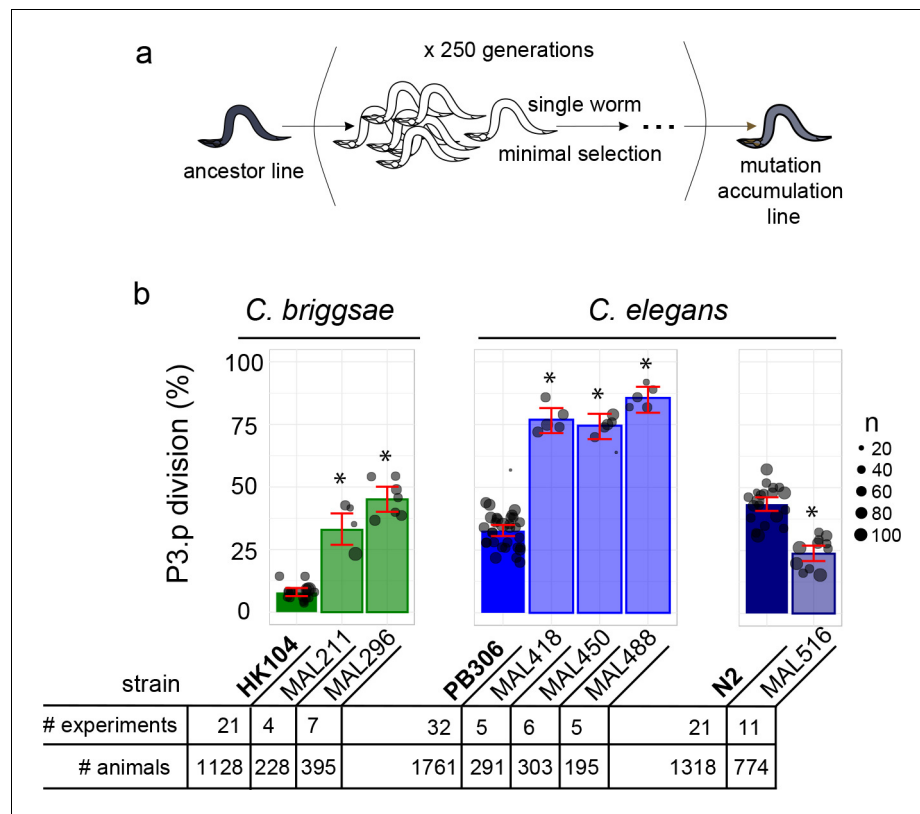 a
x 250 generations
single worm
minimal selection
...
ancestor line
mutation
accumulation
line
b
C. briggsae
C. elegans
P3.p division (%)
100
75
50
25
0
* * * * * *
n
20
40
60
80
100
strain HK104 MAL211 MAL296 PB306 MAL418 MAL450 MAL488 N2 MAL516
# experiments 21 4 7 32 5 6 5 21 11
# animals 1128 228 395 1761 291 303 195 1318 774